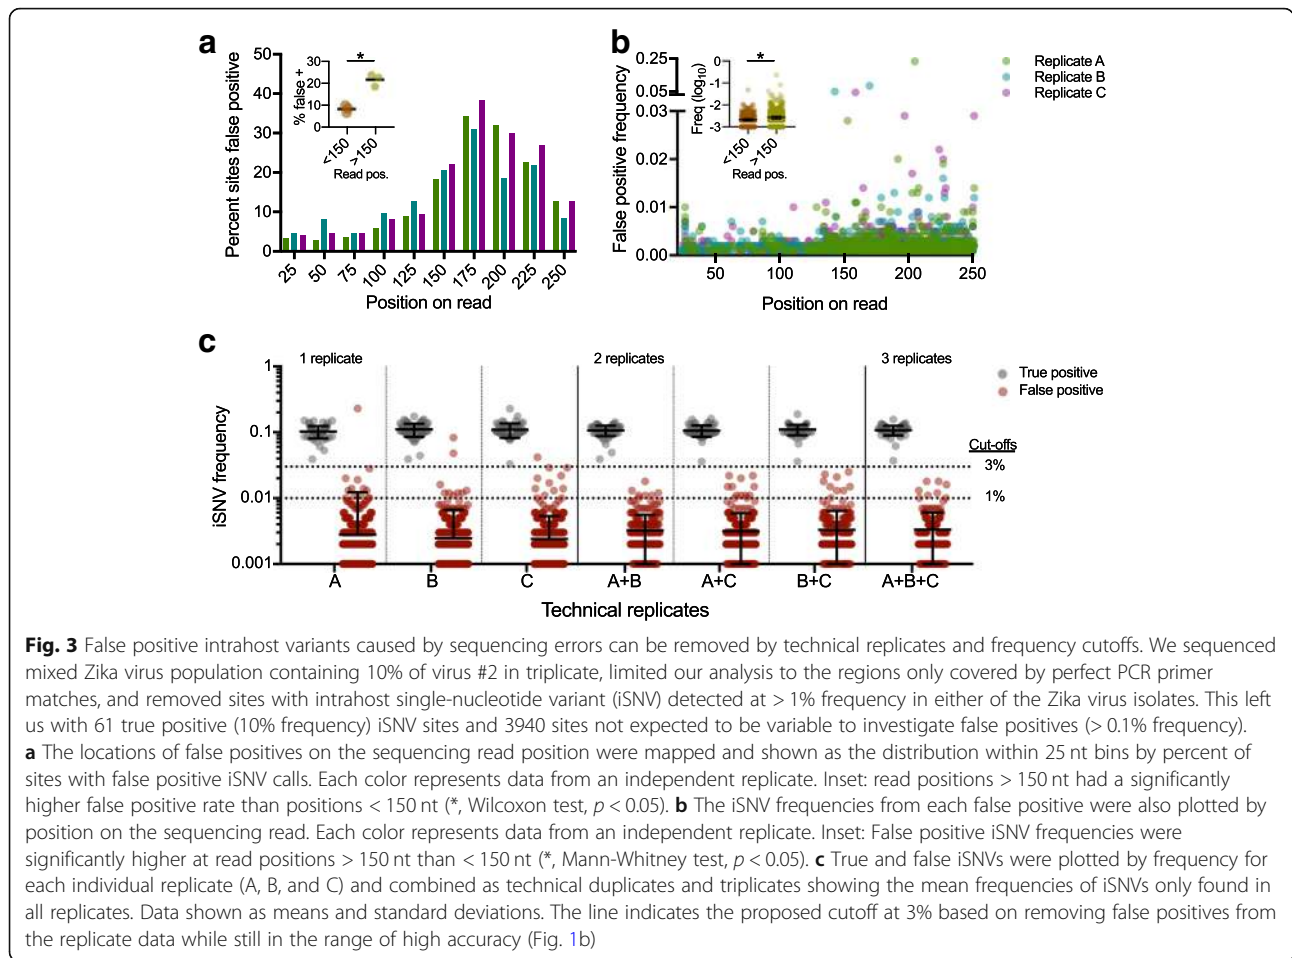 a
b
50
40
30
20
10
0
Percent sites false positive
% false +
30
20
10
0
*
<150
>150
Read pos.
25
50
75
100
125
150
175
200
225
250
Position on read
False positive frequency
0.25
0.05
0.03
0.02
0.01
0.00
Freq (log10)
0
-1
-2
-3
*
<150
>150
Read pos.
50
100
150
200
250
Position on read
Replicate A
Replicate B
Replicate C
c
1 replicate
2 replicates
3 replicates
True positive
False positive
iSNV frequency
1
0.1
0.01
0.001
Cut-offs
3%
1%
A
B
C
A+B
A+C
B+C
A+B+C
Technical replicates
Fig. 3 False positive intrahost variants caused by sequencing errors can be removed by technical replicates and frequency cutoffs. We sequenced
mixed Zika virus population containing 10% of virus #2 in triplicate, limited our analysis to the regions only covered by perfect PCR primer
matches, and removed sites with intrahost single-nucleotide variant (iSNV) detected at > 1% frequency in either of the Zika virus isolates. This left
us with 61 true positive (10% frequency) iSNV sites and 3940 sites not expected to be variable to investigate false positives (> 0.1% frequency).
a The locations of false positives on the sequencing read position were mapped and shown as the distribution within 25 nt bins by percent of
sites with false positive iSNV calls. Each color represents data from an independent replicate. Inset: read positions > 150 nt had a significantly
higher false positive rate than positions < 150 nt (*, Wilcoxon test, p < 0.05). b The iSNV frequencies from each false positive were also plotted by
position on the sequencing read. Each color represents data from an independent replicate. Inset: False positive iSNV frequencies were
significantly higher at read positions > 150 nt than < 150 nt (*, Mann-Whitney test, p < 0.05). c True and false iSNVs were plotted by frequency for
each individual replicate (A, B, and C) and combined as technical duplicates and triplicates showing the mean frequencies of iSNVs only found in
all replicates. Data shown as means and standard deviations. The line indicates the proposed cutoff at 3% based on removing false positives from
the replicate data while still in the range of high accuracy (Fig. 1b)